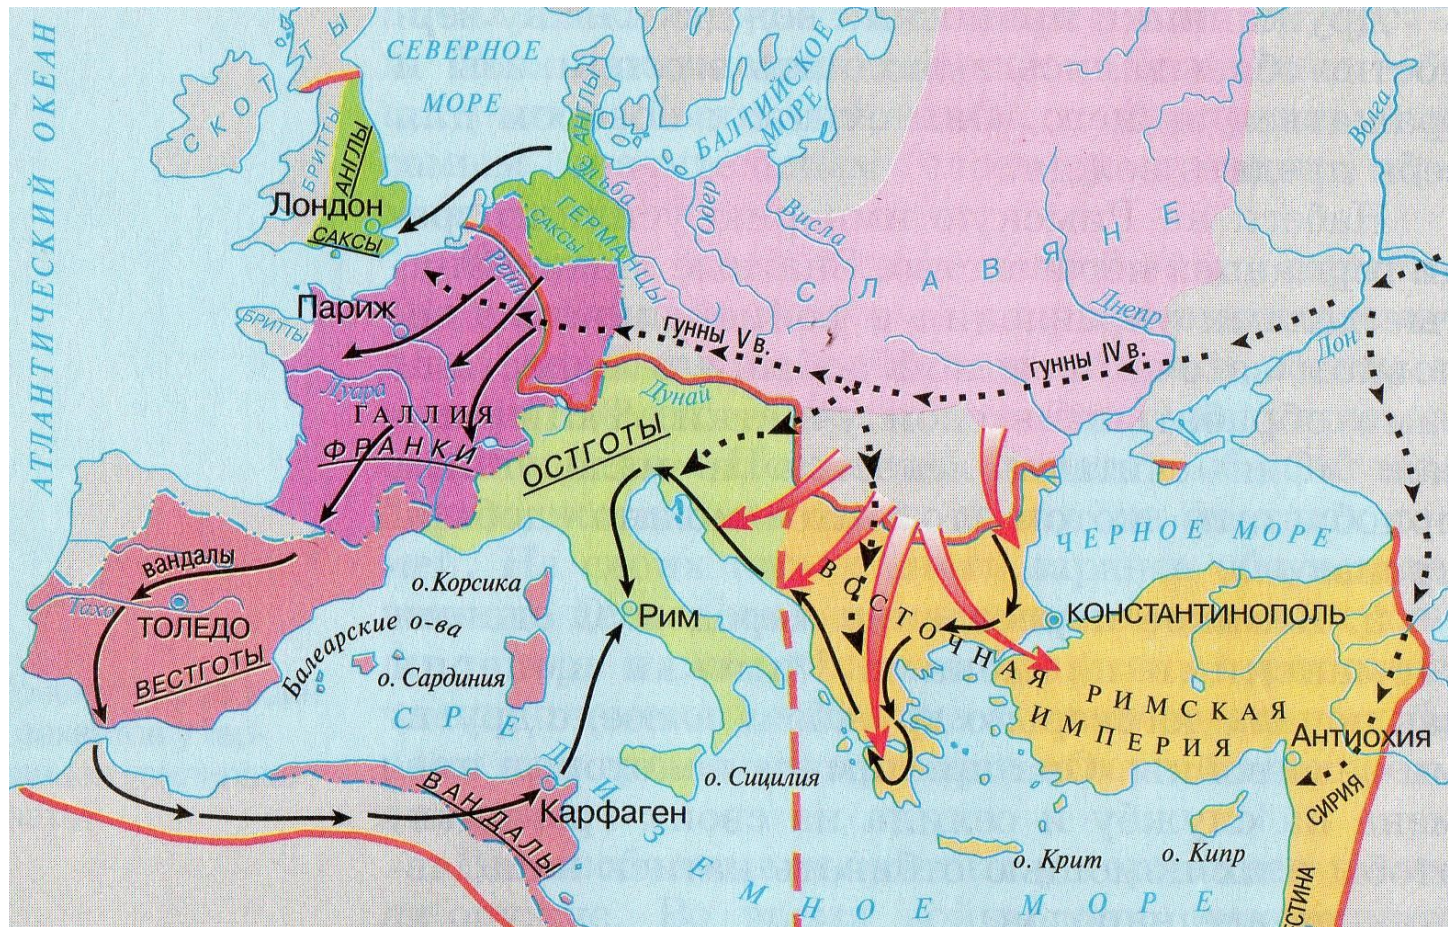 АТЛАНТИЧЕСКИЙ ОКЕАН
СКОТТЫ
СЕВЕРНОЕ
МОРЕ
БРИТТЫ
АНГЛЫ
Лондон
САКСЫ
АНГЛЫ
Эльба
ГЕРМАНЦЫ
САКСЫ
БАЛТИЙСКОЕ
МОРЕ
Одер
Висла
СЛАВЯНЕ
Волга
Днепр
Дон
Рейн
Париж
БРИТТЫ
Луара
ГАЛЛИЯ
ФРАНКИ
гунны V в.
гунны IV в.
Дунай
ОСТГОТЫ
ЧЕРНОЕ МОРЕ
вандалы
Тахо
ТОЛЕДО
ВЕСТГОТЫ
Балеарские о-ва
о. Корсика
о. Сардиния
Рим
КОНСТАНТИНОПОЛЬ
ВОСТОЧНАЯ РИМСКАЯ
ИМПЕРИЯ
Антиохия
СИРИЯ
о. Сицилия
Карфаген
ВАНДАЛЫ
СРЕДИЗЕМНОЕ МОРЕ
о. Крит
о. Кипр
ЕСТИНА